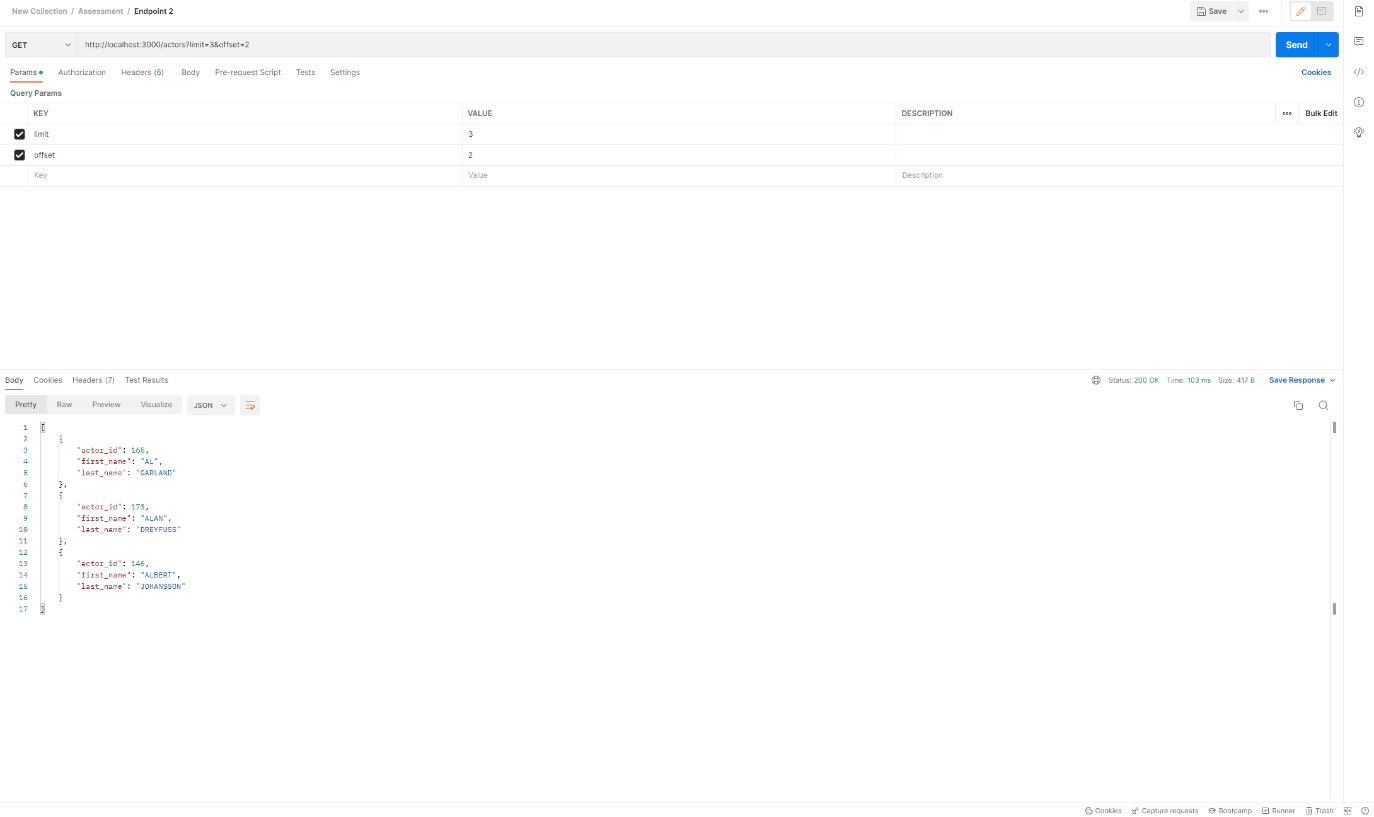 New Collection / Assessment / Endpoint 2
Save
GET http://localhost:3000/actors?limit=3&offset=2 Send
Params Authorization Headers (6) Body Pre-request Script Tests Settings Cookies
Query Params
KEY VALUE DESCRIPTION Bulk Edit
limit 3
offset 2
Key Value Description
Body Cookies Headers (7) Test Results Status: 200 OK Time: 103 ms Size: 417 B Save Response
Pretty Raw Preview Visualize JSON
1 [
2 {
3 "actor_id": 165,
4 "first_name": "AL",
5 "last_name": "GARLAND"
6 },
7 {
8 "actor_id": 173,
9 "first_name": "ALAN",
10 "last_name": "DREYFUSS"
11 },
12 {
13 "actor_id": 146,
14 "first_name": "ALBERT",
15 "last_name": "JOHANSSON"
16 }
17 ]
Cookies Capture requests Bootcamp Runner Trash